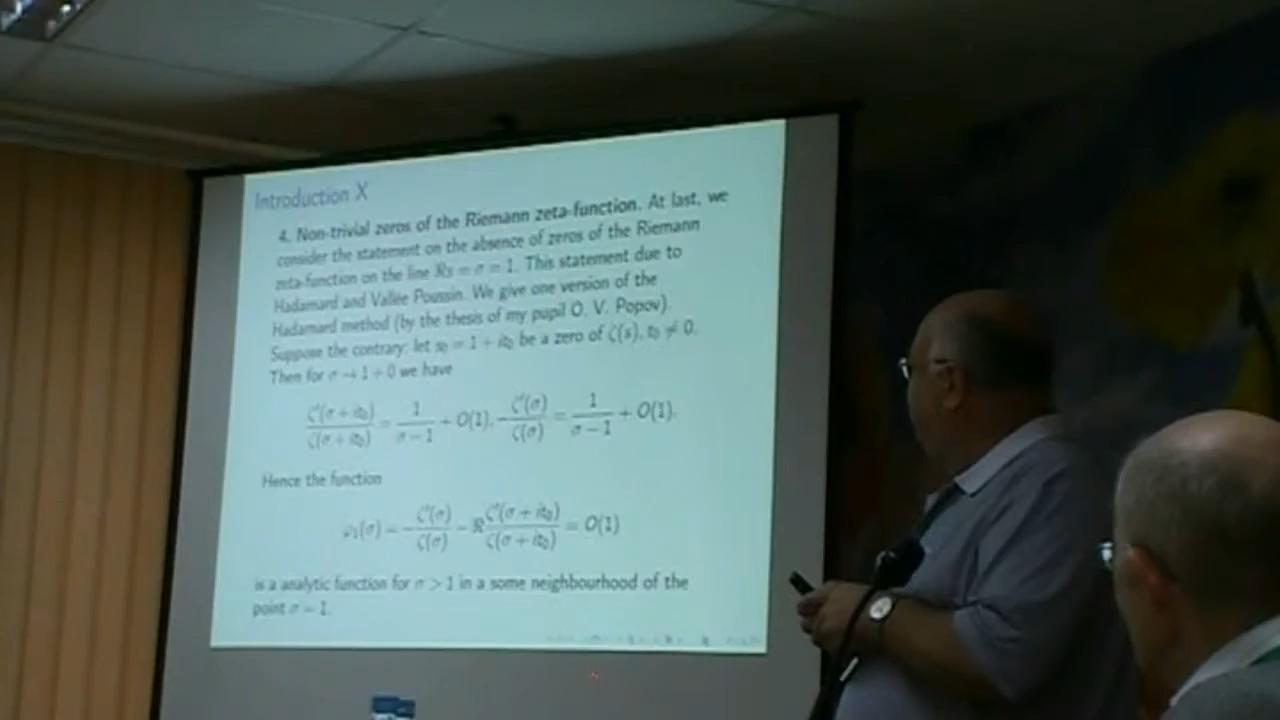 Introduction X
4. Non-trivial zeros of the Riemann zeta-function. At last, we
consider the statement on the absence of zeros of the Riemann
zeta-function on the line ℜs = σ = 1. This statement due to
Hadamard and Vallée Poussin. We give one version of the
Hadamard method (by the thesis of my pupil O. V. Popov).
Suppose the contrary: let s₀ = 1 + it₀ be a zero of ζ(s), t₀ ≠ 0.
Then for σ → 1 + 0 we have
ζ′(σ + it₀)/ζ(σ + it₀) = 1/(σ − 1) + O(1), −ζ′(σ)/ζ(σ) = 1/(σ − 1) + O(1).
Hence the function
φ₁(σ) = −ζ′(σ)/ζ(σ) − ℜ ζ′(σ + it₀)/ζ(σ + it₀) = O(1)
is a analytic function for σ > 1 in a some neighbourhood of the
point σ = 1.